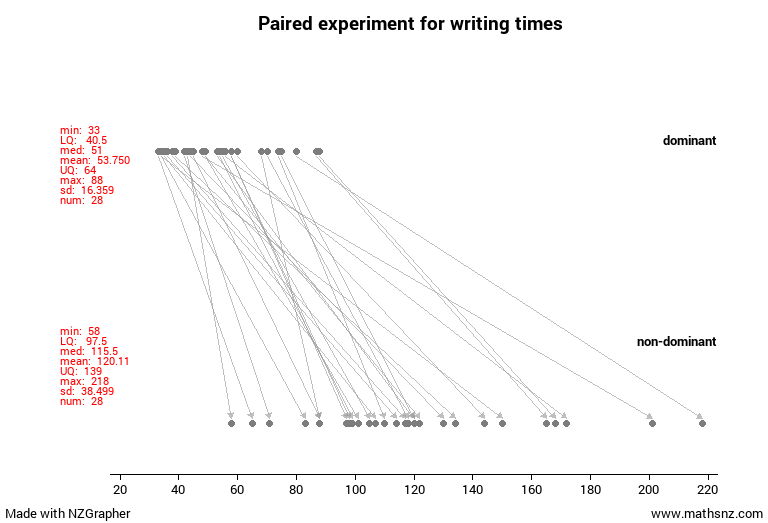 Paired experiment for writing times
min: 33
LQ: 40.5
med: 51
mean: 53.750
UQ: 64
max: 88
sd: 16.359
num: 28
dominant
min: 58
LQ: 97.5
med: 115.5
mean: 120.11
UQ: 139
max: 218
sd: 38.499
num: 28
non-dominant
20 40 60 80 100 120 140 160 180 200 220
Made with NZGrapher
www.mathsnz.com